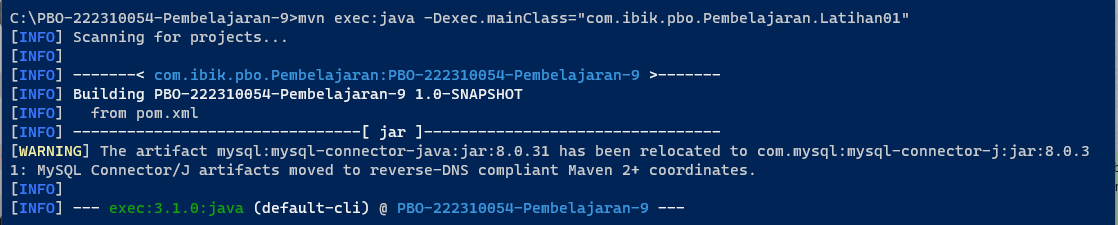 C:\PBO-222310054-Pembelajaran-9>mvn exec:java -Dexec.mainClass="com.ibik.pbo.Pembelajaran.Latihan01"
[INFO] Scanning for projects...
[INFO]
[INFO] -------< com.ibik.pbo.Pembelajaran:PBO-222310054-Pembelajaran-9 >-------
[INFO] Building PBO-222310054-Pembelajaran-9 1.0-SNAPSHOT
[INFO]   from pom.xml
[INFO] --------------------------------[ jar ]---------------------------------
[WARNING] The artifact mysql:mysql-connector-java:jar:8.0.31 has been relocated to com.mysql:mysql-connector-j:jar:8.0.3
1: MySQL Connector/J artifacts moved to reverse-DNS compliant Maven 2+ coordinates.
[INFO]
[INFO] --- exec:3.1.0:java (default-cli) @ PBO-222310054-Pembelajaran-9 ---